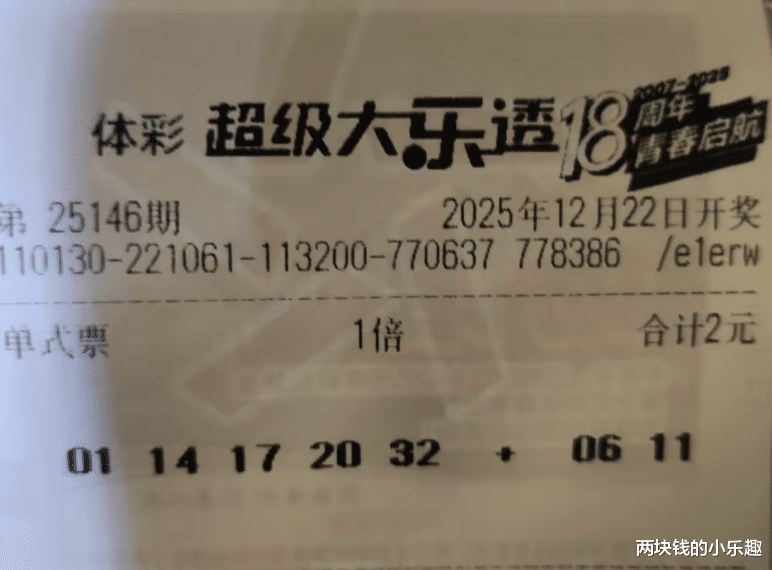 2007-2025
体彩 超级大乐透 18周年
青春启航
第 25146期 2025年12月22日开奖
110130-221061-113200-770637 778386 /e1erw
单式票 1倍 合计2元
01 14 17 20 32 + 06 11
两块钱的小乐趣